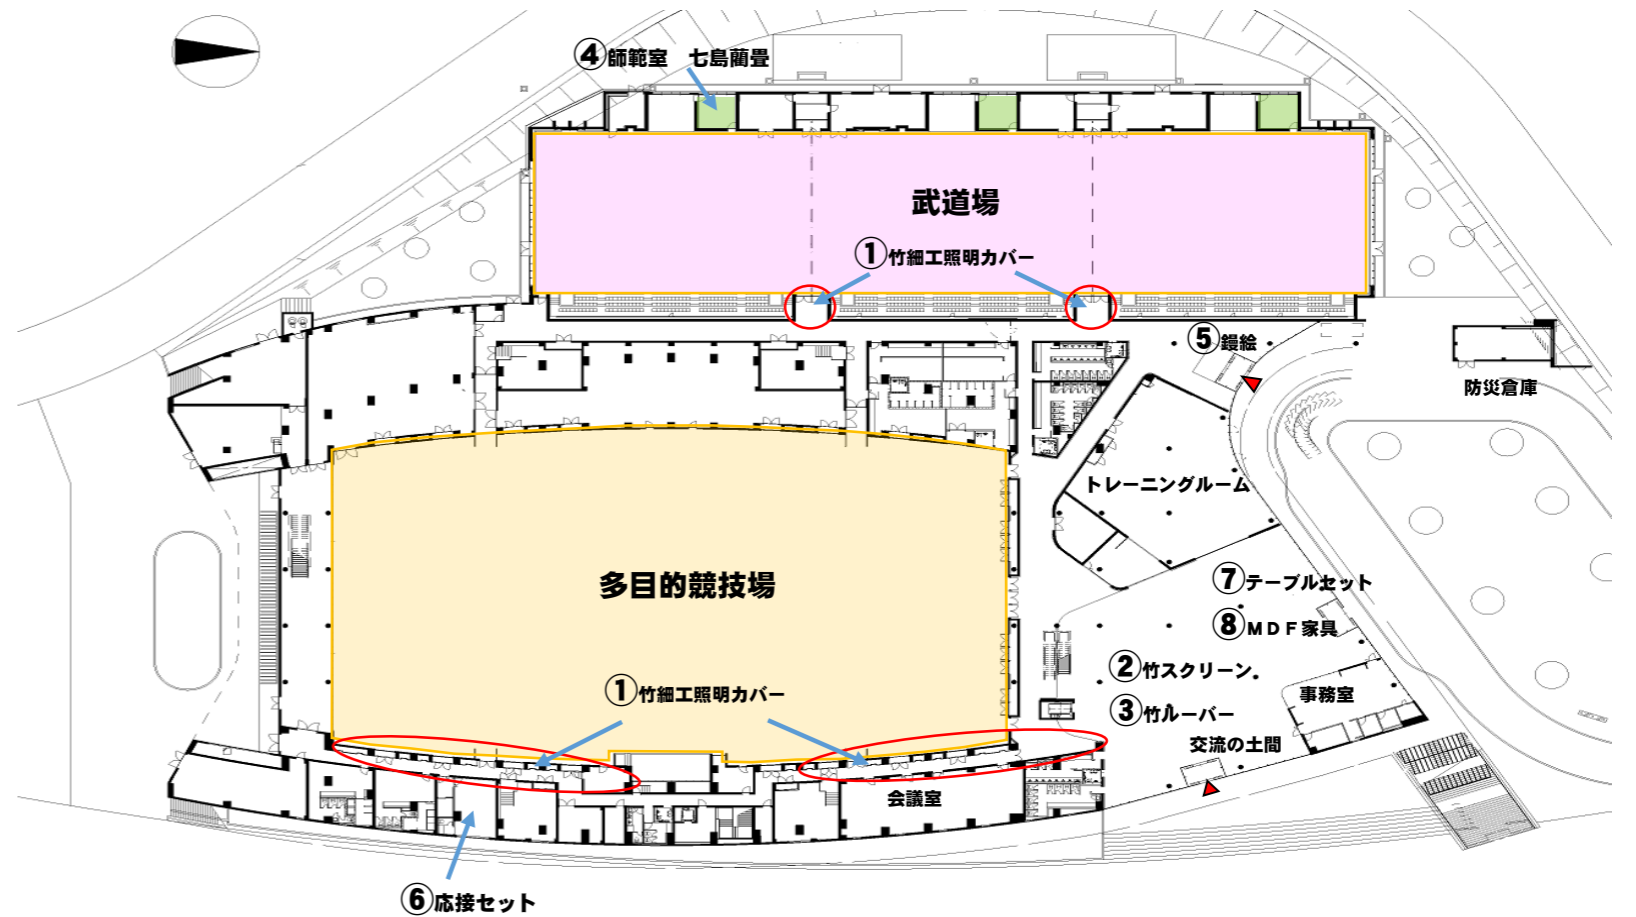 ④師範室　七島藺畳
武道場
①竹細工照明カバー
⑤鏝絵
防災倉庫
トレーニングルーム
多目的競技場
⑦テーブルセット
⑧ＭＤＦ家具
②竹スクリーン
①竹細工照明カバー
事務室
③竹ルーバー
交流の土間
会議室
⑥応接セット